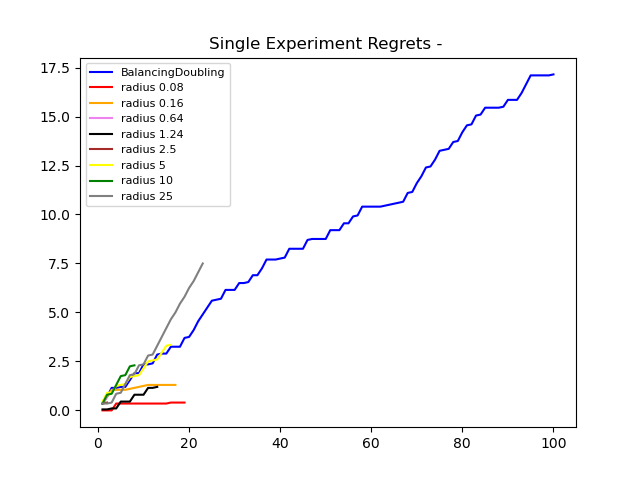 Single Experiment Regrets -
17.5
15.0
12.5
10.0
7.5
5.0
2.5
0.0
BalancingDoubling
radius 0.08
radius 0.16
radius 0.64
radius 1.24
radius 2.5
radius 5
radius 10
radius 25
0 20 40 60 80 100